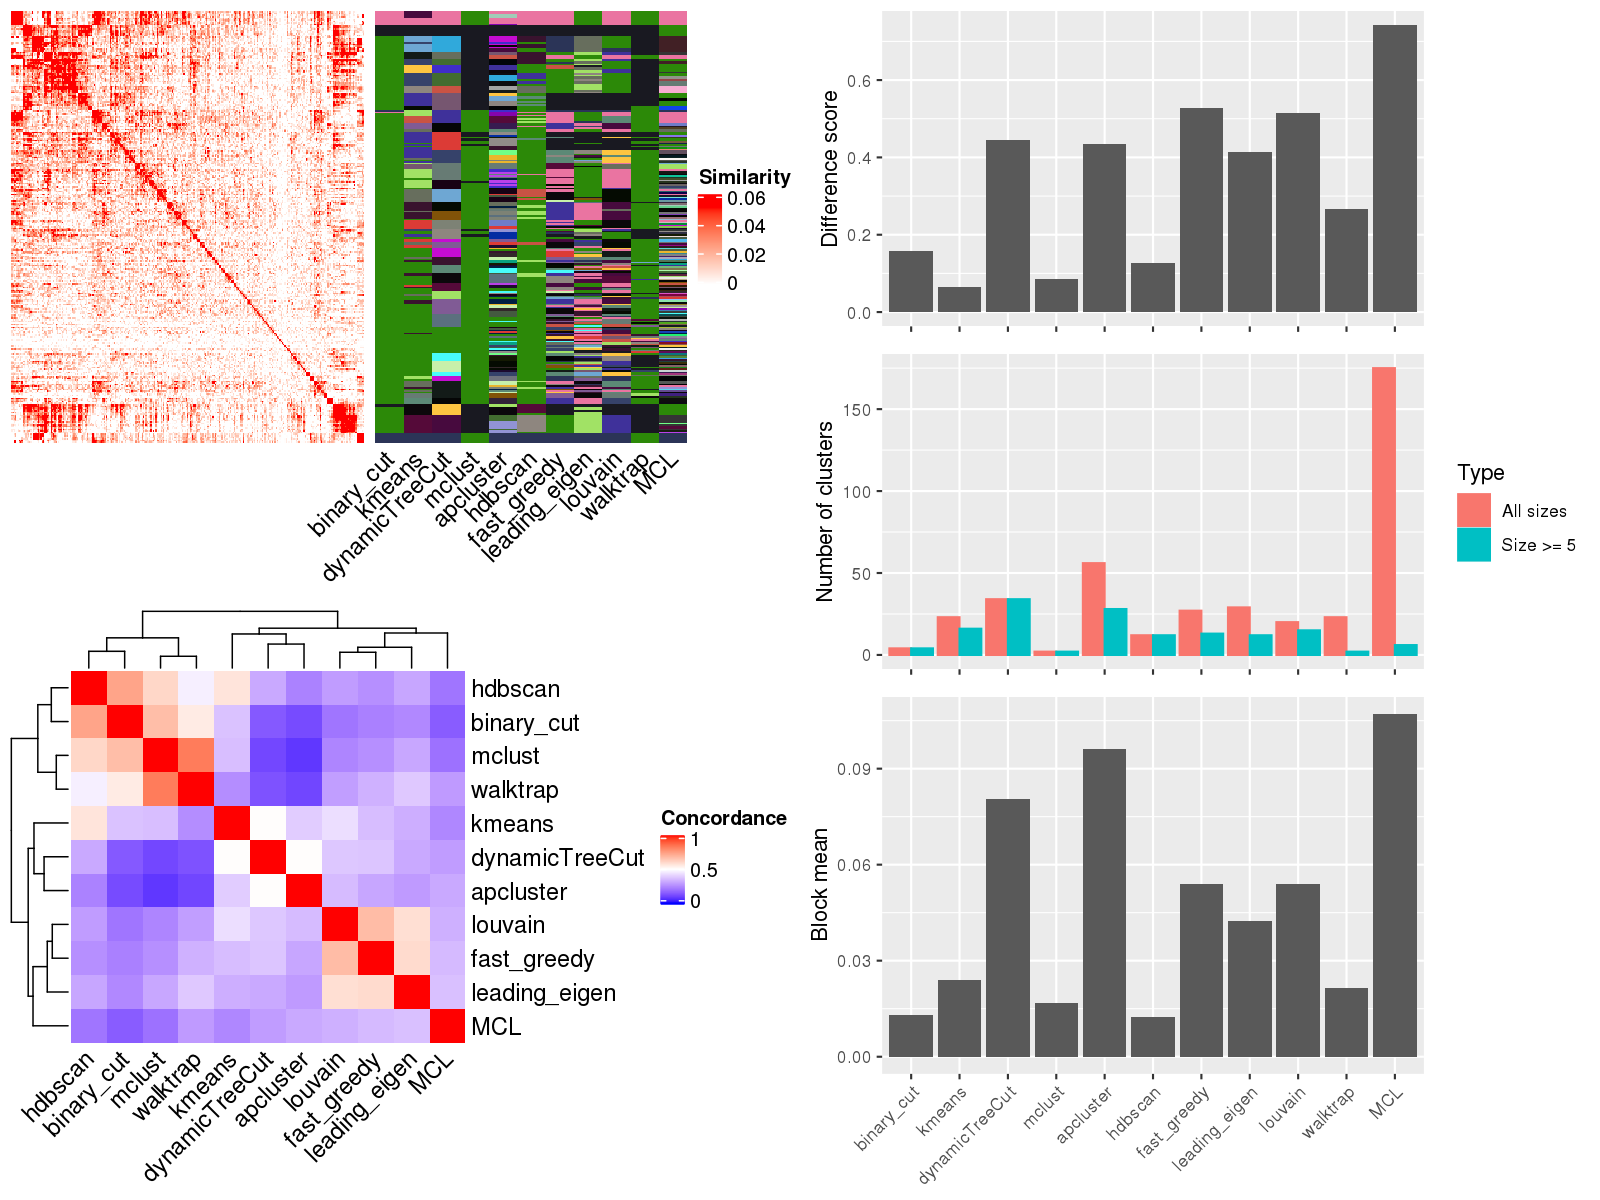 Similarity
0.06
0.04
0.02
0
binary_cut
kmeans
dynamicTreeCut
mclust
apcluster
hdbscan
fast_greedy
leading_eigen
louvain
walktrap
MCL
hdbscan
binary_cut
mclust
walktrap
kmeans
dynamicTreeCut
apcluster
louvain
fast_greedy
leading_eigen
MCL
Concordance
1
0.5
0
hdbscan
binary_cut
mclust
walktrap
kmeans
dynamicTreeCut
apcluster
louvain
fast_greedy
leading_eigen
MCL
Difference score
0.6
0.4
0.2
0.0
Number of clusters
150
100
50
0
Type
All sizes
Size >= 5
Block mean
0.09
0.06
0.03
0.00
binary_cut
kmeans
dynamicTreeCut
mclust
apcluster
hdbscan
fast_greedy
leading_eigen
louvain
walktrap
MCL